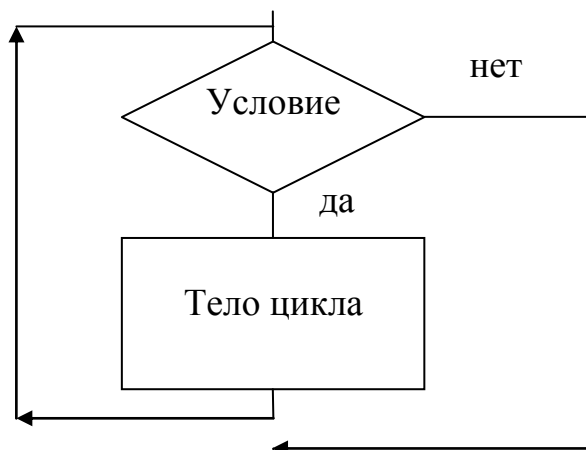 нет
Условие
да
Тело цикла